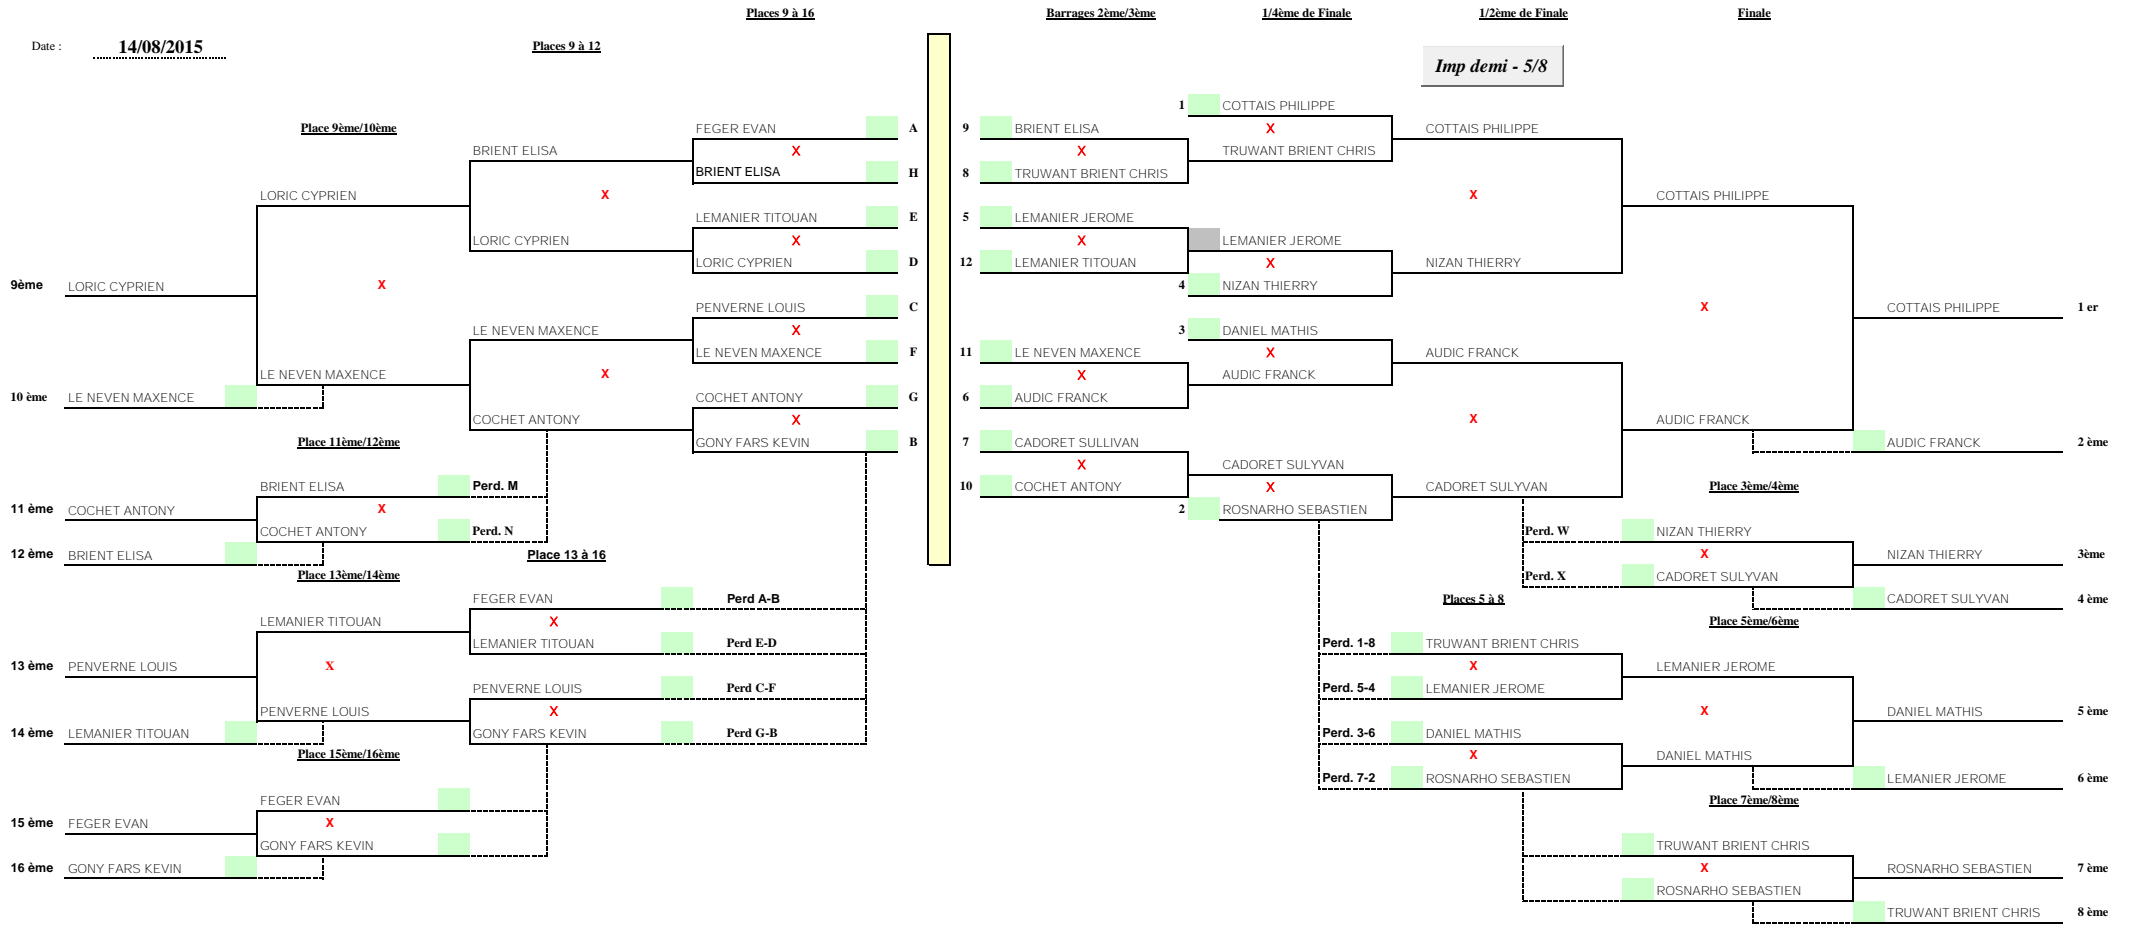 Places 9 à 16 Barrages 2ème/3ème 1/4ème de Finale 1/2ème de Finale Finale
Date : 14/08/2015 Places 9 à 12
Imp demi - 5/8
1 COTTAIS PHILIPPE
Place 9ème/10ème FEGER EVAN A 9 BRIENT ELISA X COTTAIS PHILIPPE
BRIENT ELISA X X TRUWANT BRIENT CHRIS
BRIENT ELISA H 8 TRUWANT BRIENT CHRIS
LORIC CYPRIEN X X COTTAIS PHILIPPE
LEMANIER TITOUAN E 5 LEMANIER JEROME
LORIC CYPRIEN X X LEMANIER JEROME
LORIC CYPRIEN D 12 LEMANIER TITOUAN X NIZAN THIERRY
9ème LORIC CYPRIEN X 4 NIZAN THIERRY
PENVERNE LOUIS C X COTTAIS PHILIPPE 1 er
LE NEVEN MAXENCE X 3 DANIEL MATHIS
LE NEVEN MAXENCE F 11 LE NEVEN MAXENCE X AUDIC FRANCK
LE NEVEN MAXENCE X X AUDIC FRANCK
10 ème LE NEVEN MAXENCE COCHET ANTONY G 6 AUDIC FRANCK
COCHET ANTONY X X AUDIC FRANCK
Place 11ème/12ème GONY FARS KEVIN B 7 CADORET SULLIVAN AUDIC FRANCK 2 ème
X CADORET SULYVAN
BRIENT ELISA Perd. M 10 COCHET ANTONY X CADORET SULYVAN Place 3ème/4ème
11 ème COCHET ANTONY X 2 ROSNARHO SEBASTIEN
COCHET ANTONY Perd. N Perd. W NIZAN THIERRY
12 ème BRIENT ELISA Place 13 à 16 X NIZAN THIERRY 3ème
Place 13ème/14ème Perd. X CADORET SULYVAN
FEGER EVAN Perd A-B Places 5 à 8 CADORET SULYVAN 4 ème
LEMANIER TITOUAN X Place 5ème/6ème
LEMANIER TITOUAN Perd E-D Perd. 1-8 TRUWANT BRIENT CHRIS
13 ème PENVERNE LOUIS X X LEMANIER JEROME
PENVERNE LOUIS Perd C-F Perd. 5-4 LEMANIER JEROME
PENVERNE LOUIS X X DANIEL MATHIS 5 ème
14 ème LEMANIER TITOUAN GONY FARS KEVIN Perd G-B Perd. 3-6 DANIEL MATHIS
Place 15ème/16ème X DANIEL MATHIS
Perd. 7-2 ROSNARHO SEBASTIEN LEMANIER JEROME 6 ème
FEGER EVAN Place 7ème/8ème
15 ème FEGER EVAN X
GONY FARS KEVIN TRUWANT BRIENT CHRIS
16 ème GONY FARS KEVIN X ROSNARHO SEBASTIEN 7 ème
ROSNARHO SEBASTIEN
TRUWANT BRIENT CHRIS 8 ème